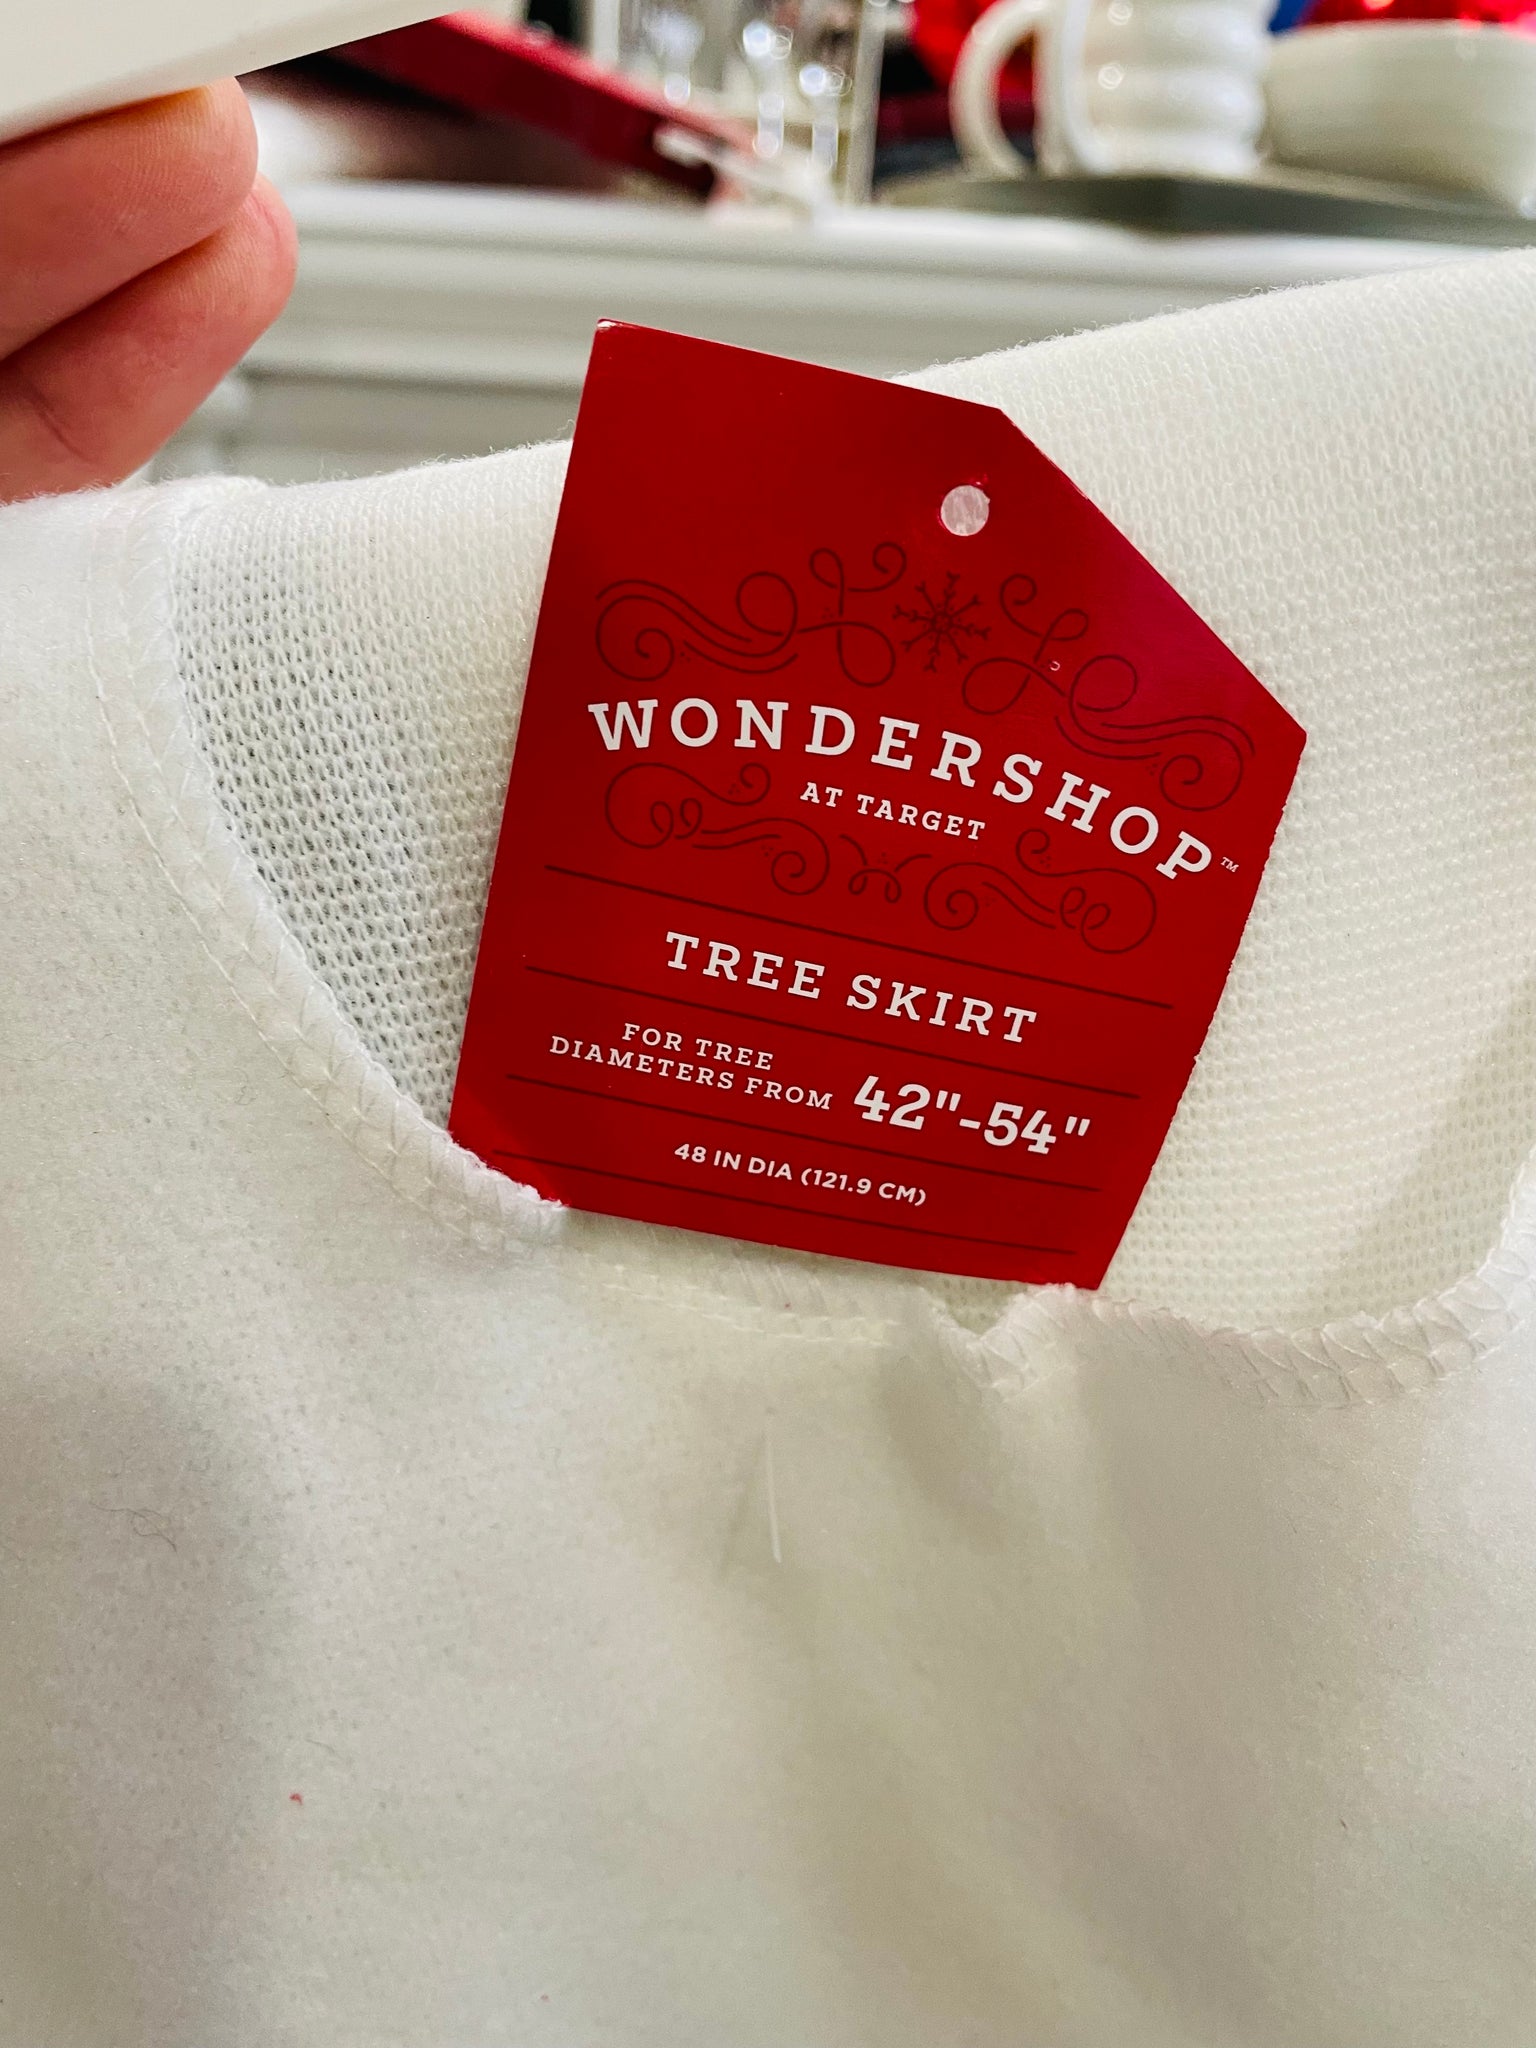 WONDERSHOP™
AT TARGET
TREE SKIRT
FOR TREE
DIAMETERS FROM 42"-54"
48 IN DIA (121.9 CM)